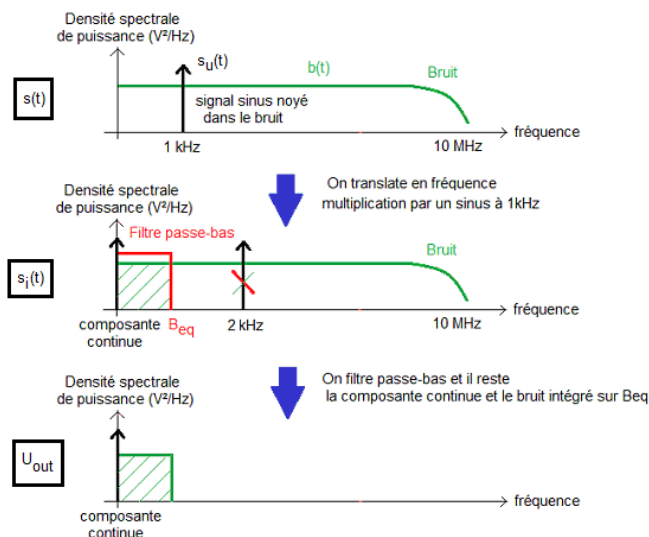 Densité spectrale
de puissance (V²/Hz)
s(t)
su(t)
b(t)
Bruit
signal sinus noyé
dans le bruit
fréquence
1 kHz
10 MHz
On translate en fréquence
multiplication par un sinus à 1kHz
Densité spectrale
de puissance (V²/Hz)
Filtre passe-bas
Bruit
si(t)
fréquence
composante
continue
Beq
2 kHz
10 MHz
On filtre passe-bas et il reste
la composante continue et le bruit intégré sur Beq
Densité spectrale
de puissance (V²/Hz)
Uout
fréquence
composante
continue